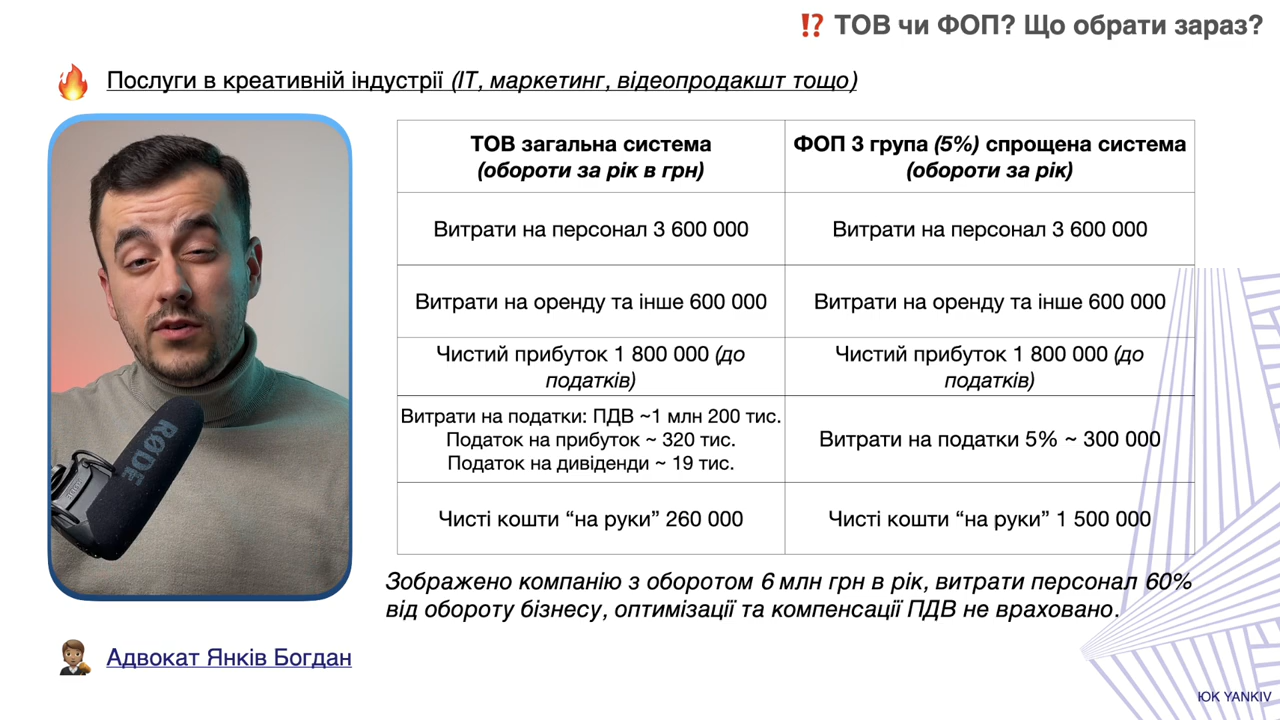 ⁉️ ТОВ чи ФОП? Що обрати зараз?
🔥 Послуги в креативній індустрії (ІТ, маркетинг, відеопродакшт тощо)
ТОВ загальна система
(обороти за рік в грн)
ФОП 3 група (5%) спрощена система
(обороти за рік)
Витрати на персонал 3 600 000
Витрати на персонал 3 600 000
Витрати на оренду та інше 600 000
Витрати на оренду та інше 600 000
Чистий прибуток 1 800 000 (до
податків)
Чистий прибуток 1 800 000 (до
податків)
Витрати на податки: ПДВ ~1 млн 200 тис.
Податок на прибуток ~ 320 тис.
Податок на дивіденди ~ 19 тис.
Витрати на податки 5% ~ 300 000
Чисті кошти “на руки” 260 000
Чисті кошти “на руки” 1 500 000
RØDE
Зображено компанію з оборотом 6 млн грн в рік, витрати персонал 60%
від обороту бізнесу, оптимізації та компенсації ПДВ не враховано.
Адвокат Янків Богдан
ЮК YANKIV